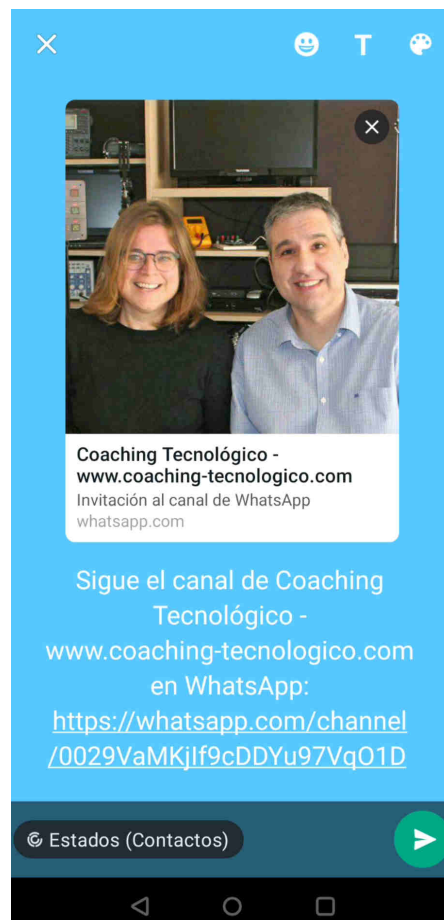 T
Coaching Tecnológico -
www.coaching-tecnologico.com
Invitación al canal de WhatsApp
whatsapp.com
Sigue el canal de Coaching
Tecnológico -
www.coaching-tecnologico.com
en WhatsApp:
https://whatsapp.com/channel
/0029VaMKjIf9cDDYu97VqO1D
Estados (Contactos)